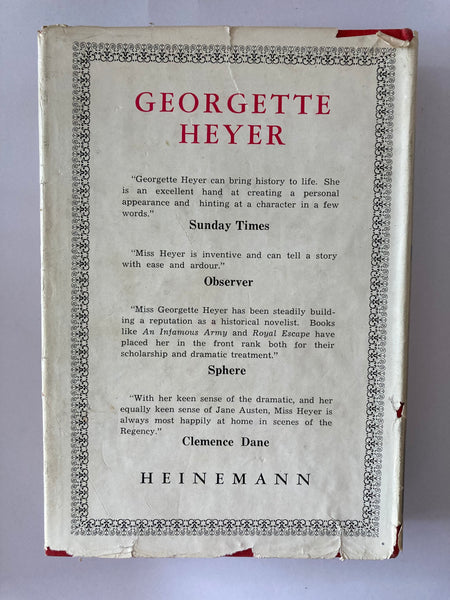 GEORGETTE
HEYER
"Georgette Heyer can bring history to life. She
is an excellent hand at creating a personal
appearance and hinting at a character in a few
words."
Sunday Times
"Miss Heyer is inventive and can tell a story
with ease and ardour."
Observer
"Miss Georgette Heyer has been steadily build-
ing a reputation as a historical novelist. Books
like An Infamous Army and Royal Escape have
placed her in the front rank both for their
scholarship and dramatic treatment."
Sphere
"With her keen sense of the dramatic, and her
equally keen sense of Jane Austen, Miss Heyer is
always most happily at home in scenes of the
Regency."
Clemence Dane
HEINEMANN